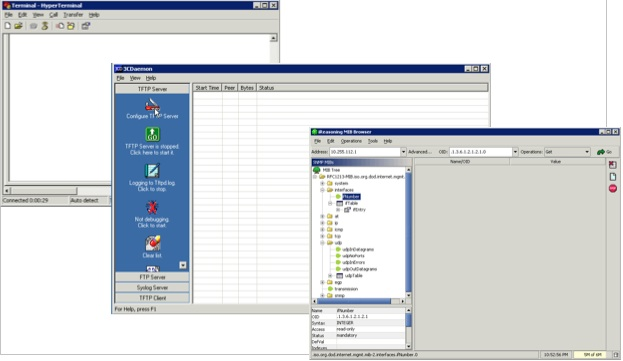 Terminal - HyperTerminal
File Edit View Call Transfer Help
Connected 0:00:29 Auto detect
3CDaemon
File View Help
TFTP Server
Start Time Peer Bytes Status
Configure TFTP Server
GO
TFTP Server is stopped.
Click here to start it.
Logging to Tftpd.log
Click to stop.
Not debugging.
Click to start.
Clear list.
FTP Server
Syslog Server
TFTP Client
For Help, press F1
iReasoning MIB Browser
File Edit Operations Tools Help
Address: 10.255.112.1 Advanced... OID: .1.3.6.1.2.1.2.1.0 Operations: Get Go
SNMP MIBs
Name/OID Value
MIB Tree
RFC1213-MIB.iso.org.dod.internet.mgmt.
system
interfaces
ifNumber
ifTable
ifEntry
at
ip
icmp
tcp
udp
udpInDatagrams
udpNoPorts
udpInErrors
udpOutDatagrams
udpTable
egp
transmission
snmp
Name ifNumber
OID .1.3.6.1.2.1.2.1
Syntax INTEGER
Access read-only
Status mandatory
DefVal
Indexes
.iso.org.dod.internet.mgmt.mib-2.interfaces.ifNumber.0 10:52:56 PM 5M of 6M